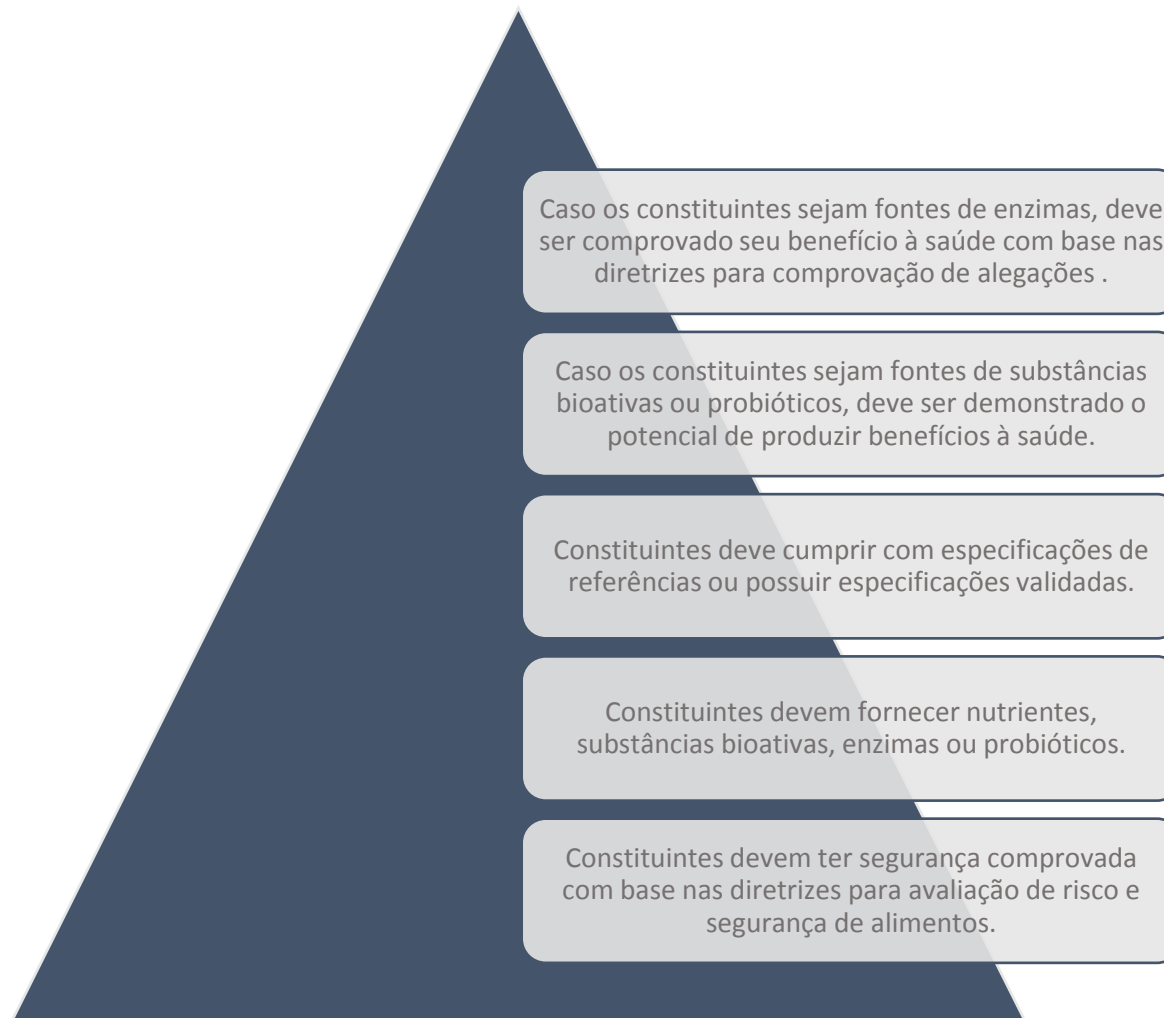 Caso os constituintes sejam fontes de enzimas, deve
ser comprovado seu benefício à saúde com base nas
diretrizes para comprovação de alegações .
Caso os constituintes sejam fontes de substâncias
bioativas ou probióticos, deve ser demonstrado o
potencial de produzir benefícios à saúde.
Constituintes deve cumprir com especificações de
referências ou possuir especificações validadas.
Constituintes devem fornecer nutrientes,
substâncias bioativas, enzimas ou probióticos.
Constituintes devem ter segurança comprovada
com base nas diretrizes para avaliação de risco e
segurança de alimentos.